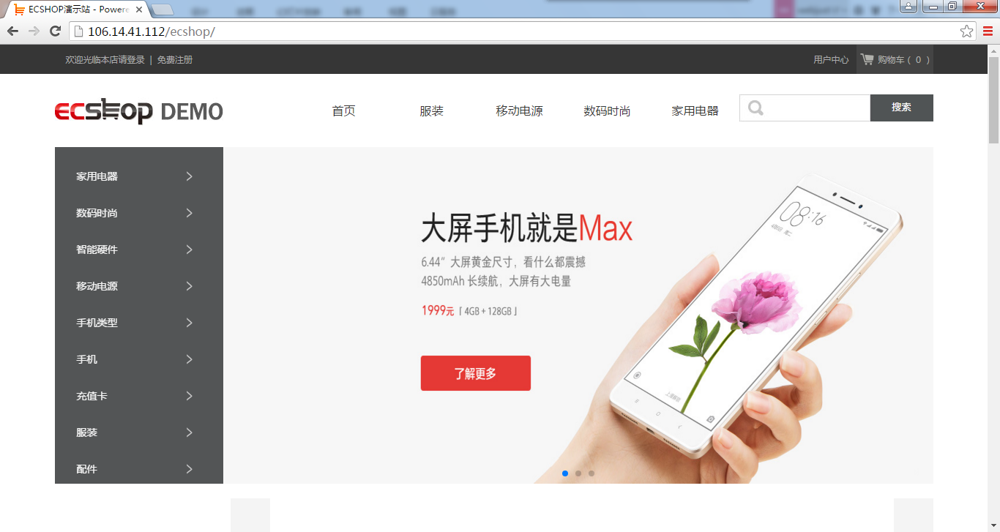 ECSHOP演示站 - Powere
106.14.41.112/ecshop/
欢迎光临本店请登录 | 免费注册
用户中心 购物车 ( 0 )
ecshop DEMO
首页 服装 移动电源 数码时尚 家用电器 搜索
家用电器
数码时尚
智能硬件
移动电源
手机类型
手机
充值卡
服装
配件
大屏手机就是Max
6.44" 大屏黄金尺寸，看什么都震撼
4850mAh 长续航，大屏有大电量
1999元「 4GB + 128GB 」
了解更多
08:16